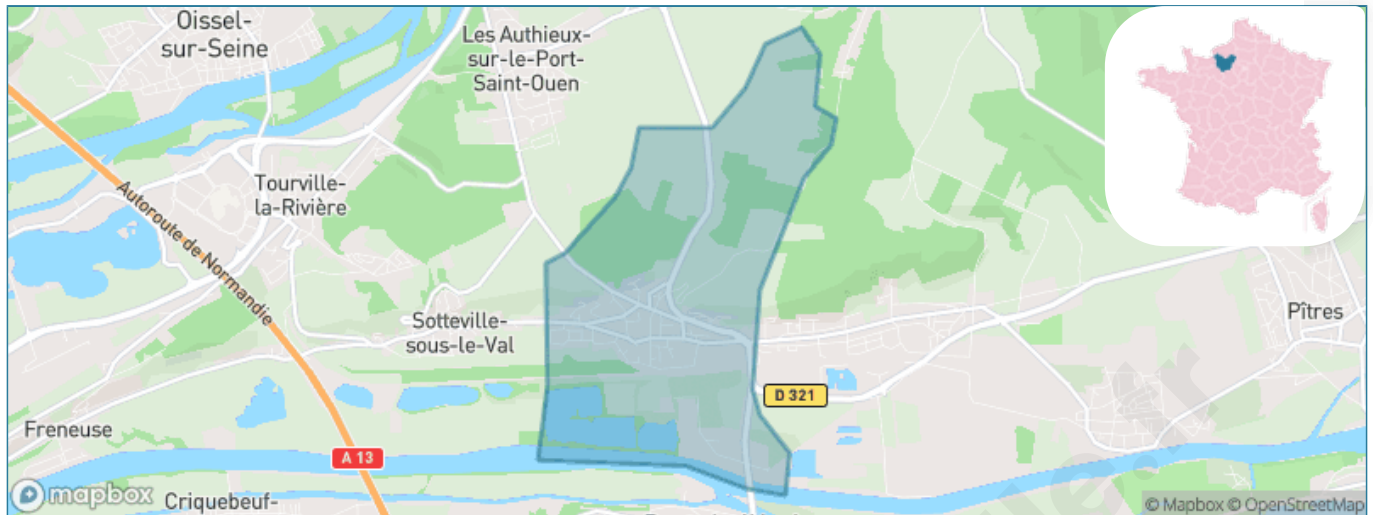 Oissel-
sur-Seine
Les Authieux-
sur-le-Port-
Saint-Ouen
Autoroute de Normandie
Tourville-
la-Rivière
Sotteville-
sous-le-Val
Pîtres
D 321
Freneuse
A 13
mapbox
Criquebeuf-
© Mapbox © OpenStreetMap